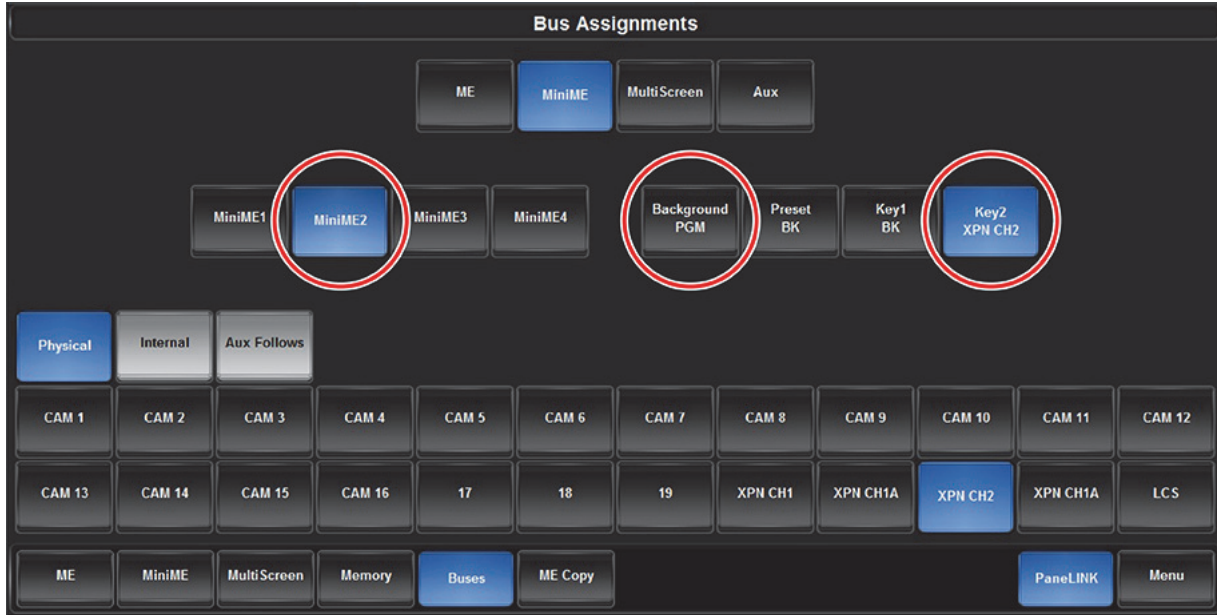 Bus Assignments
ME MiniME MultiScreen Aux
MiniME1 MiniME2 MiniME3 MiniME4 Background PGM Preset BK Key1 BK Key2 XPN CH2
Physical Internal Aux Follows
CAM 1 CAM 2 CAM 3 CAM 4 CAM 5 CAM 6 CAM 7 CAM 8 CAM 9 CAM 10 CAM 11 CAM 12
CAM 13 CAM 14 CAM 15 CAM 16 17 18 19 XPN CH1 XPN CH1A XPN CH2 XPN CH1A LCS
ME MiniME MultiScreen Memory Buses ME Copy PaneLINK Menu